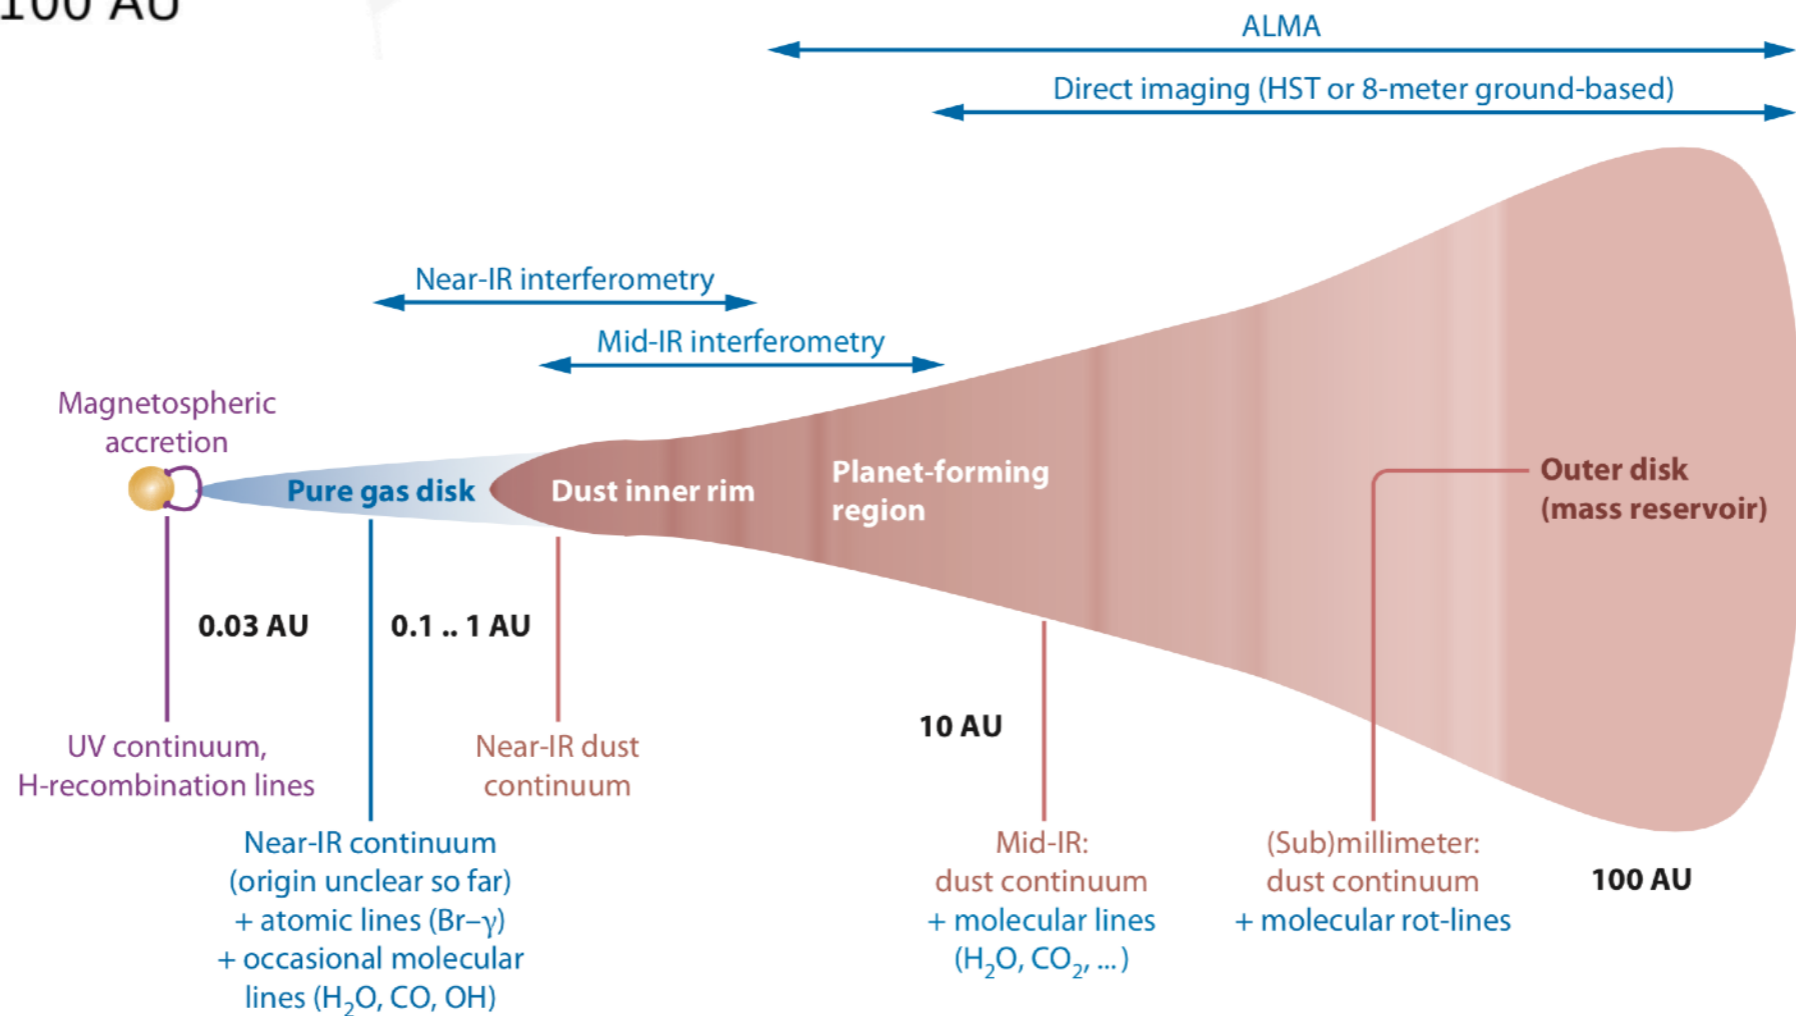 100 AU
ALMA
Direct imaging (HST or 8-meter ground-based)
Near-IR interferometry
Mid-IR interferometry
Magnetospheric
accretion
Pure gas disk
Dust inner rim
Planet-forming
region
Outer disk
(mass reservoir)
0.03 AU
0.1 .. 1 AU
10 AU
UV continuum,
H-recombination lines
Near-IR dust
continuum
Near-IR continuum
(origin unclear so far)
+ atomic lines (Br–γ)
+ occasional molecular
lines (H₂O, CO, OH)
Mid-IR:
dust continuum
+ molecular lines
(H₂O, CO₂, ...)
(Sub)millimeter:
dust continuum
+ molecular rot-lines
100 AU